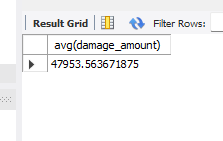 Result Grid Filter Rows:
avg(damage_amount)
47953.563671875